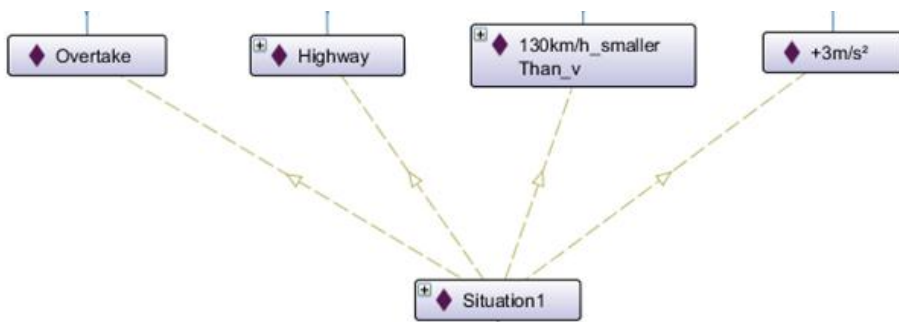 Overtake
Highway
130km/h_smaller
Than_v
+3m/s²
Situation1